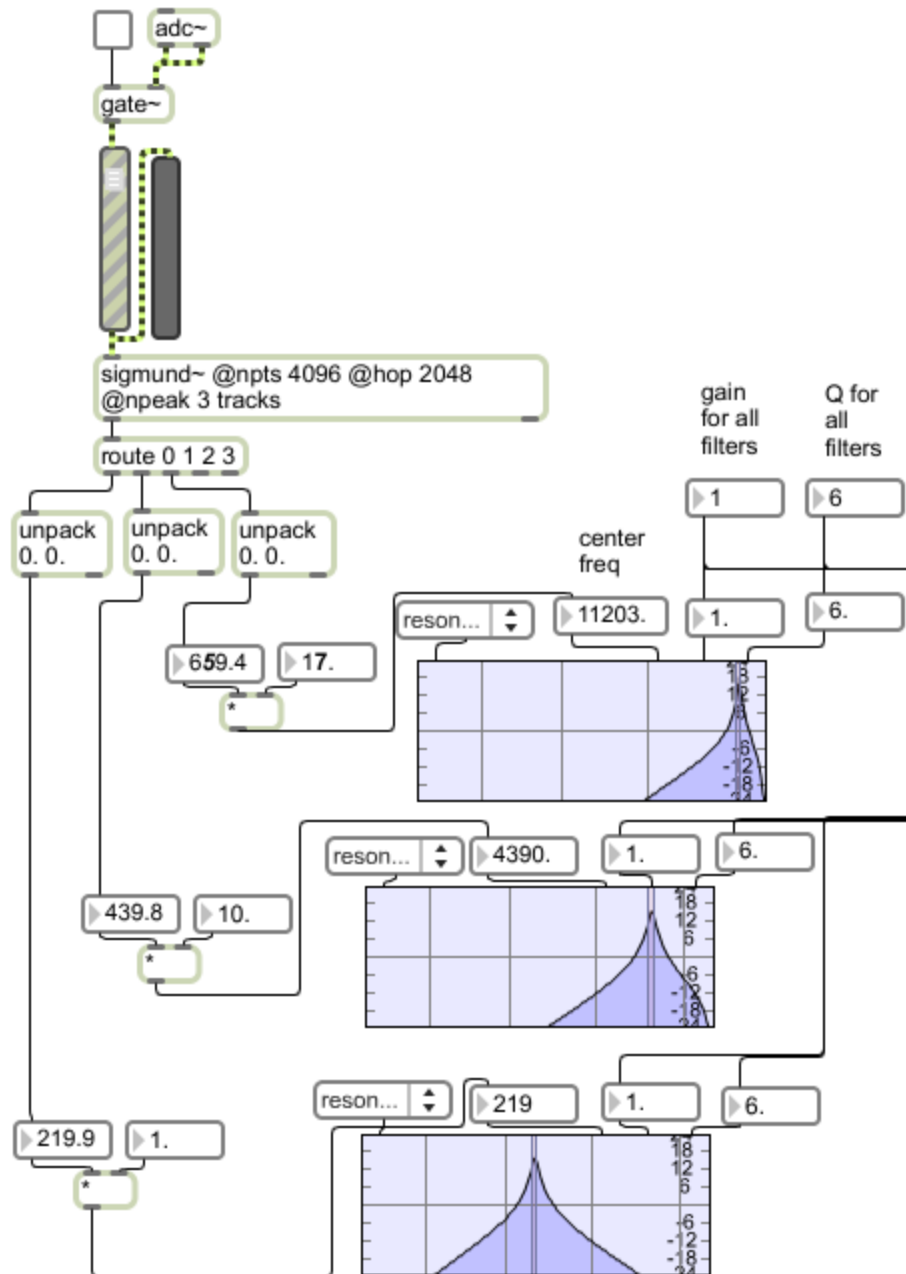 adc~
gate~
sigmund~ @npts 4096 @hop 2048
@npeak 3 tracks
route 0 1 2 3
unpack
0. 0.
unpack
0. 0.
unpack
0. 0.
gain
for all
filters
Q for
all
filters
1
6
center
freq
reson...
11203.
1.
6.
659.4
17.
*
18
12
6
-6
-12
-18
24
reson...
4390.
1.
6.
439.8
10.
*
18
12
6
-6
-12
-18
24
reson...
219
1.
6.
219.9
1.
*
18
12
6
-6
-12
-18
24